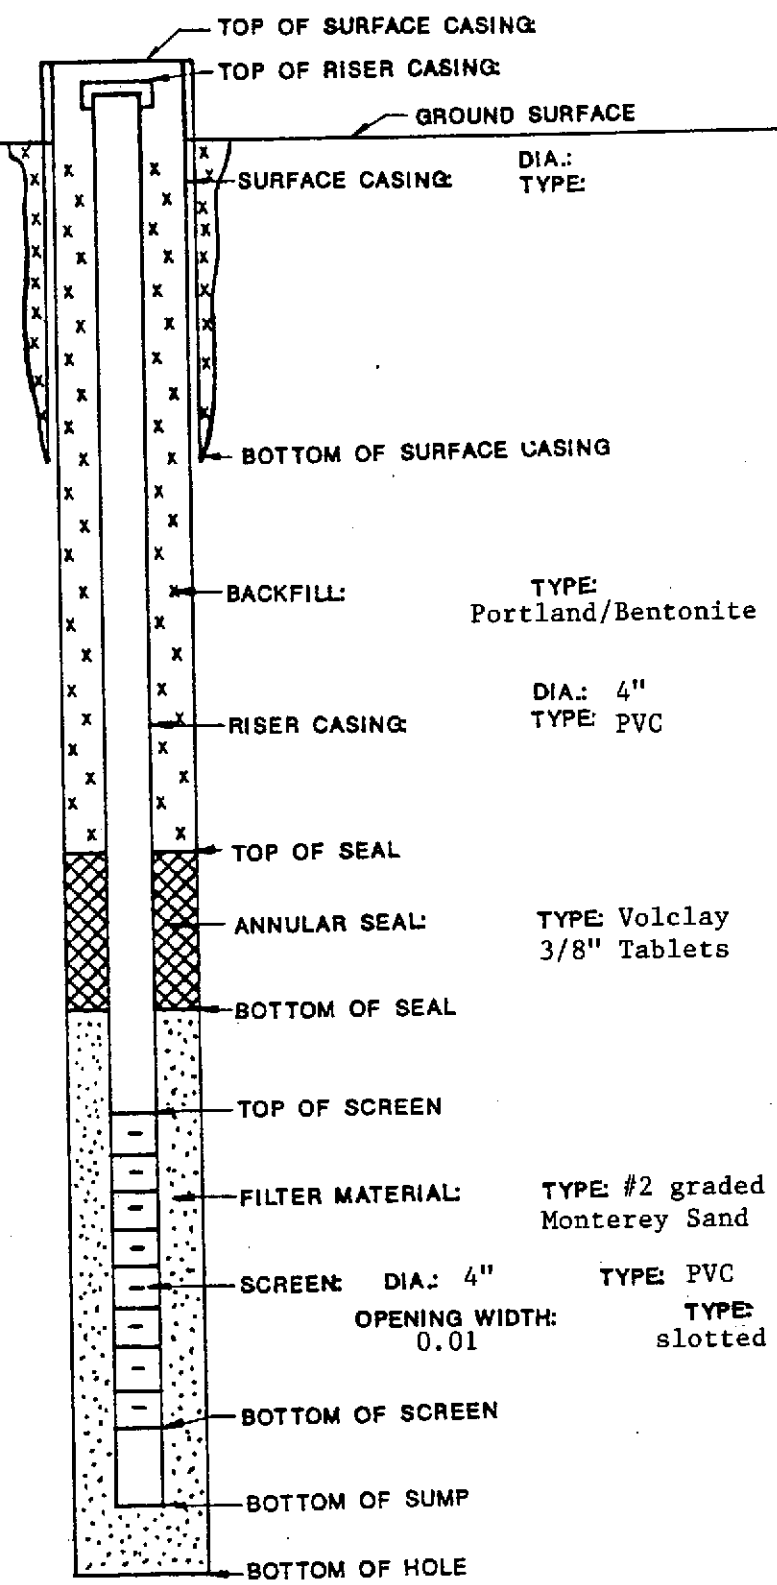 TOP OF SURFACE CASING:
TOP OF RISER CASING:
GROUND SURFACE
DIA.:
SURFACE CASING: TYPE:
BOTTOM OF SURFACE CASING
BACKFILL: TYPE:
Portland/Bentonite
DIA.: 4"
RISER CASING: TYPE: PVC
TOP OF SEAL
ANNULAR SEAL: TYPE: Volclay
3/8" Tablets
BOTTOM OF SEAL
TOP OF SCREEN
FILTER MATERIAL: TYPE: #2 graded
Monterey Sand
SCREEN: DIA.: 4" TYPE: PVC
OPENING WIDTH: TYPE:
0.01 slotted
BOTTOM OF SCREEN
BOTTOM OF SUMP
BOTTOM OF HOLE